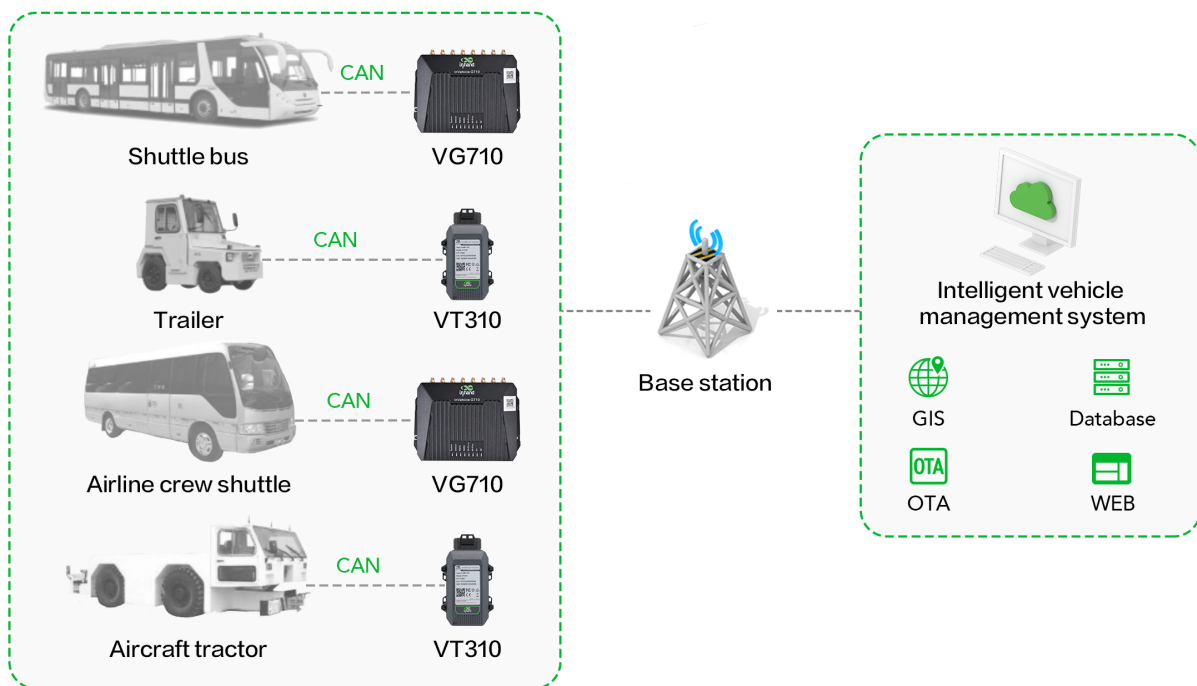 CAN
Shuttle bus
VG710
CAN
Trailer
VT310
CAN
Airline crew shuttle
VG710
CAN
Aircraft tractor
VT310
Base station
Intelligent vehicle
management system
GIS
Database
OTA
OTA
WEB